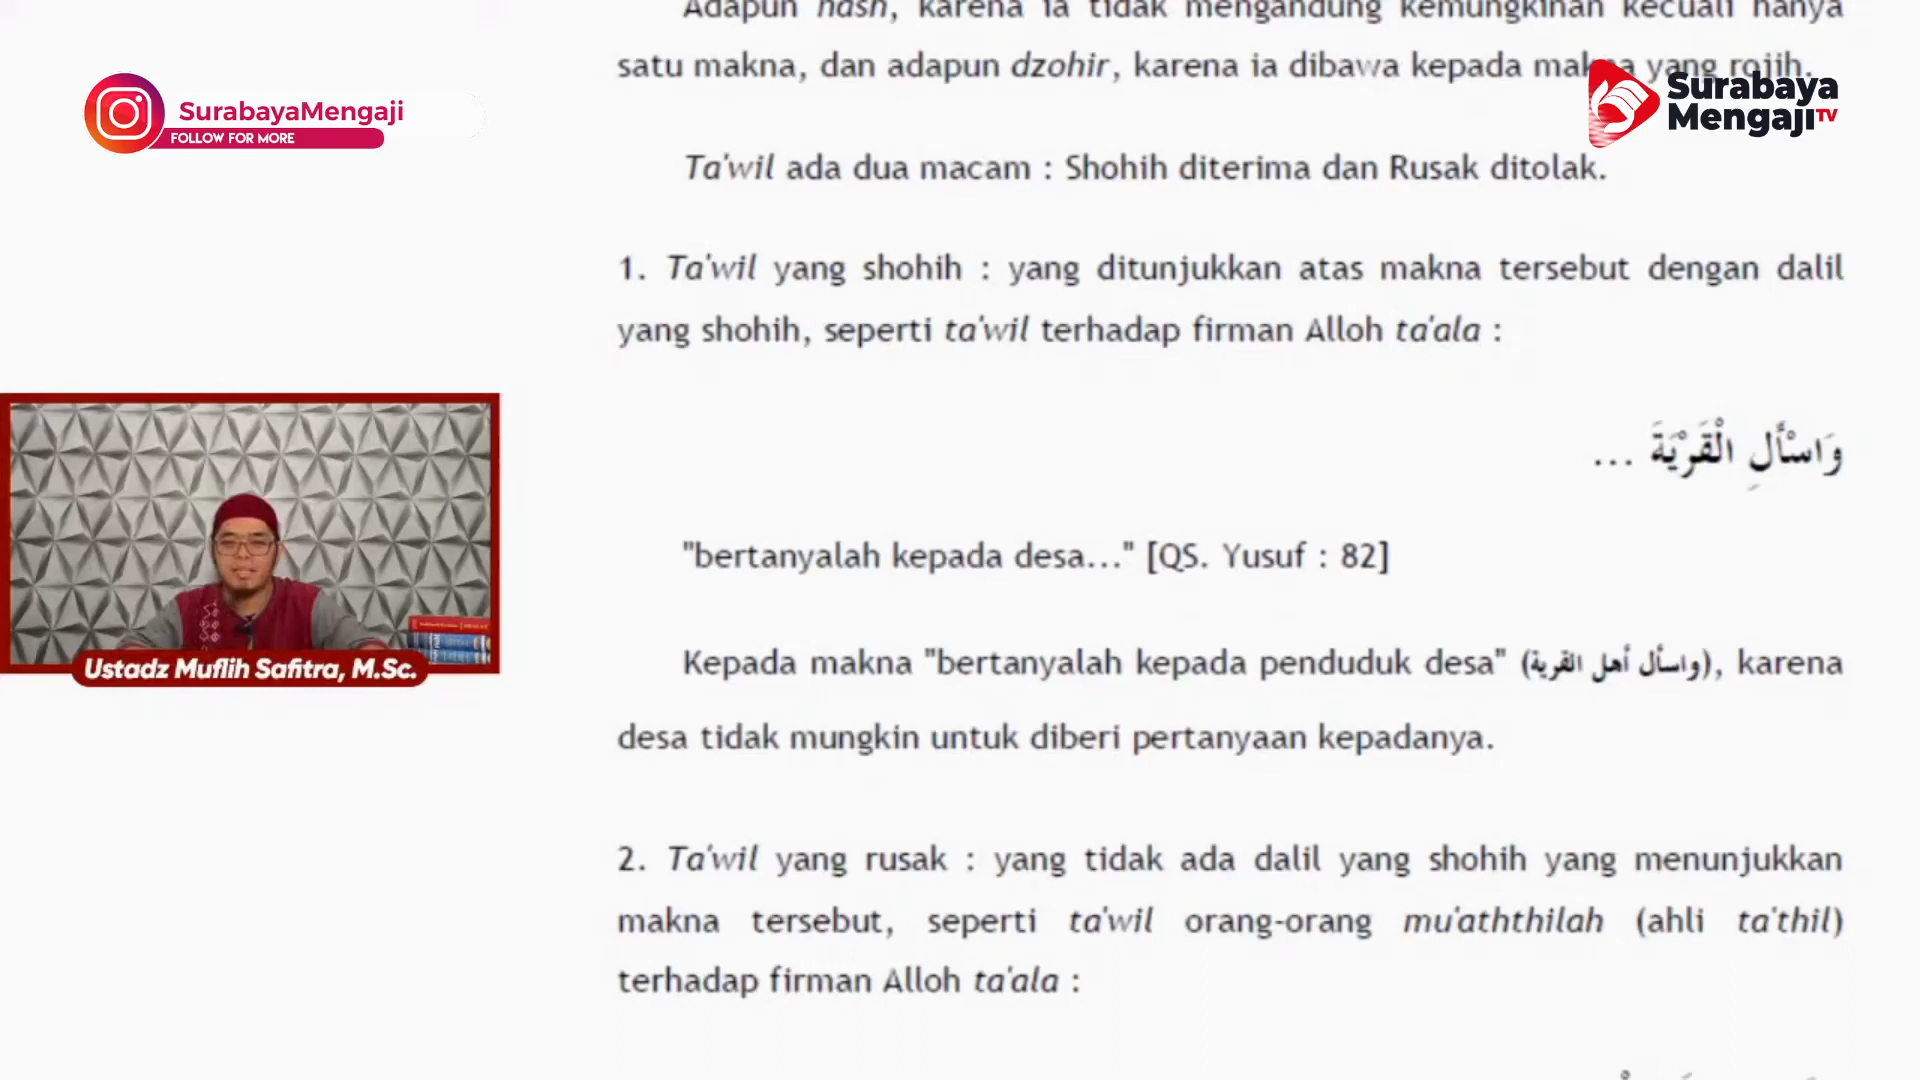 Adapun nash, karena ia tidak mengandung kemungkinan kecuali hanya
satu makna, dan adapun dzohir, karena ia dibawa kepada makna yang rojih.
SurabayaMengaji
FOLLOW FOR MORE
Surabaya
MengajiTV
Ta'wil ada dua macam : Shohih diterima dan Rusak ditolak.
1. Ta'wil yang shohih : yang ditunjukkan atas makna tersebut dengan dalil
yang shohih, seperti ta'wil terhadap firman Alloh ta'ala :
وَاسْأَلِ الْقَرْيَةَ ...
"bertanyalah kepada desa..." [QS. Yusuf : 82]
Kepada makna "bertanyalah kepada penduduk desa" (واسأل أهل القرية), karena
desa tidak mungkin untuk diberi pertanyaan kepadanya.
Ustadz Muflih Safitra, M.Sc.
2. Ta'wil yang rusak : yang tidak ada dalil yang shohih yang menunjukkan
makna tersebut, seperti ta'wil orang-orang mu'aththilah (ahli ta'thil)
terhadap firman Alloh ta'ala :